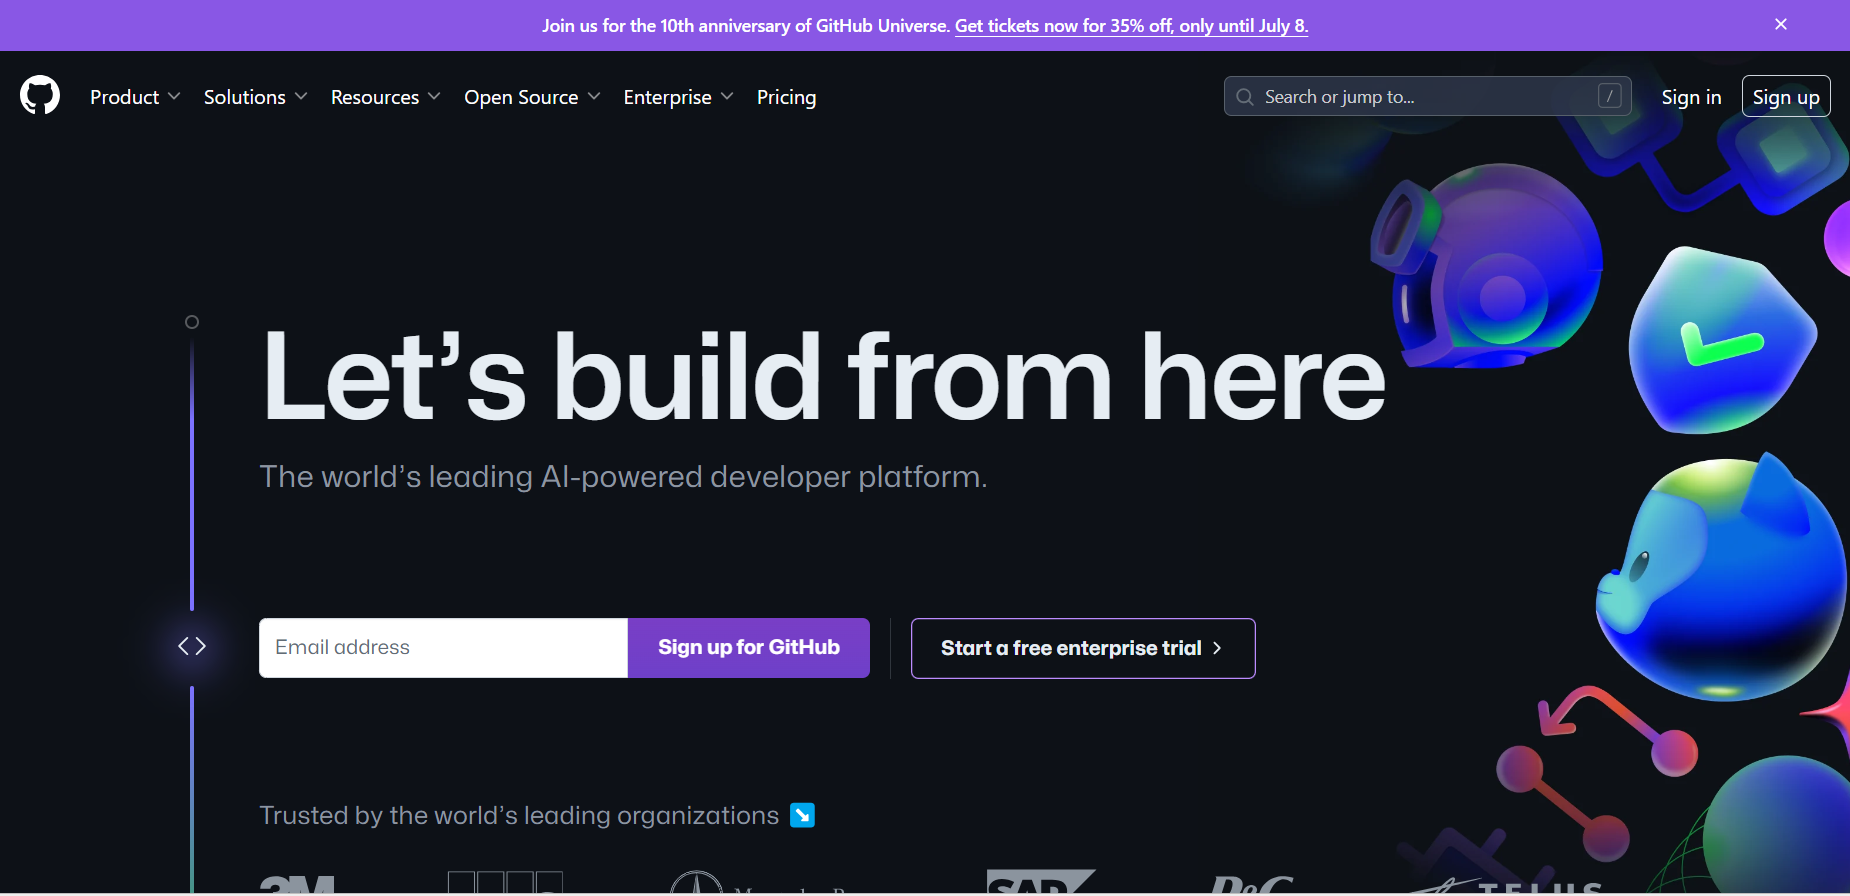 Join us for the 10th anniversary of GitHub Universe. Get tickets now for 35% off, only until July 8.
Product Solutions Resources Open Source Enterprise Pricing Search or jump to... / Sign in Sign up
Let’s build from here
The world’s leading AI-powered developer platform.
Email address Sign up for GitHub Start a free enterprise trial
Trusted by the world’s leading organizations
3M SAP P&G TELUS